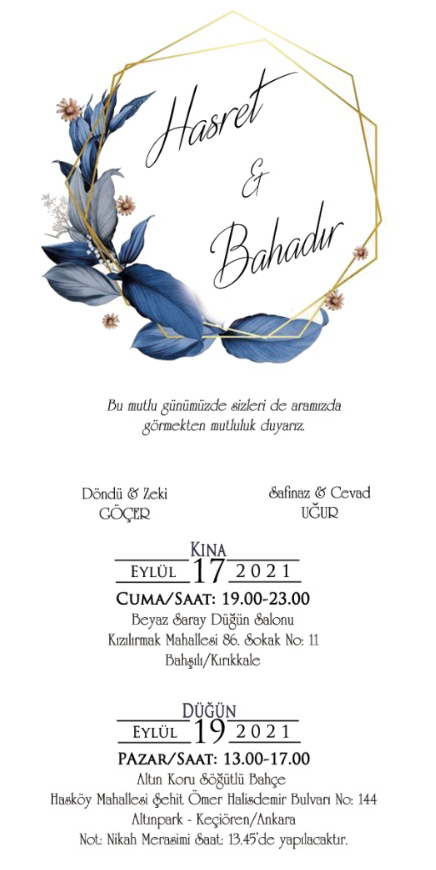 Hasret
&
Bahadır
Bu mutlu günümüzde sizleri de aramızda
görmekten mutluluk duyarız.
Döndü & Zeki
GÖÇER
Safinaz & Cevad
UĞUR
KINA
EYLÜL 17 2021
CUMA/SAAT: 19.00-23.00
Beyaz Saray Düğün Salonu
Kızılırmak Mahallesi 86. Sokak No: 11
Bahşılı/Kırıkkale
DÜĞÜN
EYLÜL 19 2021
PAZAR/SAAT: 13.00-17.00
Altın Koru Söğütlü Bahçe
Hasköy Mahallesi Şehit Ömer Halisdemir Bulvarı No: 144
Altınpark - Keçiören/Ankara
Not: Nikah Merasimi Saat: 13.45'de yapılacaktır.